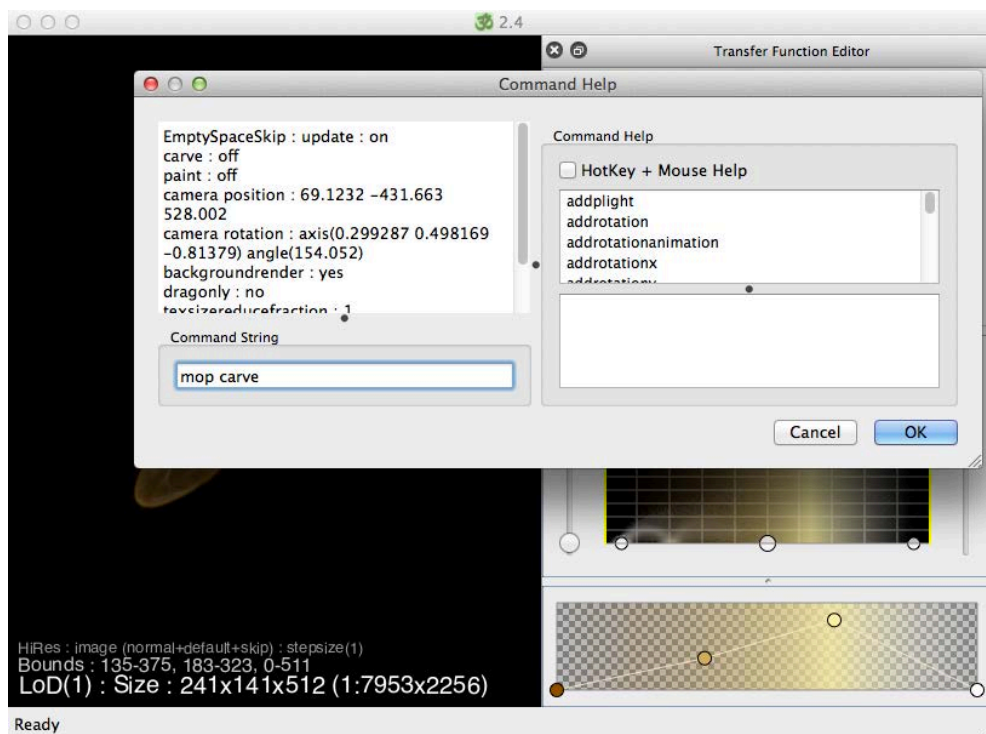 ॐ 2.4
Transfer Function Editor
Command Help
EmptySpaceSkip : update : on
carve : off
paint : off
camera position : 69.1232 -431.663
528.002
camera rotation : axis(0.299287 0.498169
-0.81379) angle(154.052)
backgroundrender : yes
dragonly : no
texsizereducefraction : 1
Command String
mop carve
Command Help
HotKey + Mouse Help
addplight
addrotation
addrotationanimation
addrotationx
addrotationy
Cancel
OK
HiRes : image (normal+default+skip) : stepsize(1)
Bounds : 135-375, 183-323, 0-511
LoD(1) : Size : 241x141x512 (1:7953x2256)
Ready